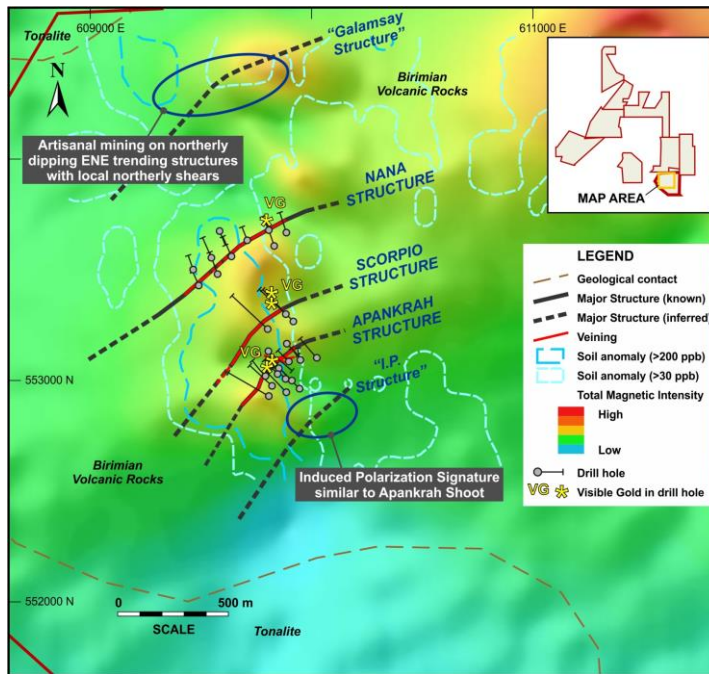 609000 E
611000 E
Tonalite
N
"Galamsay
Structure"
Birimian
Volcanic Rocks
Artisanal mining on northerly
dipping ENE trending structures
with local northerly shears
MAP AREA
VG
NANA
STRUCTURE
VG
SCORPIO
STRUCTURE
VG
APANKRAH
STRUCTURE
553000 N
"I.P.
Structure"
Birimian
Volcanic Rocks
Induced Polarization Signature
similar to Apankrah Shoot
LEGEND
Geological contact
Major Structure (known)
Major Structure (inferred)
Veining
Soil anomaly (>200 ppb)
Soil anomaly (>30 ppb)
Total Magnetic Intensity
High
Low
Drill hole
VG Visible Gold in drill hole
552000 N
0 500 m
SCALE
Tonalite